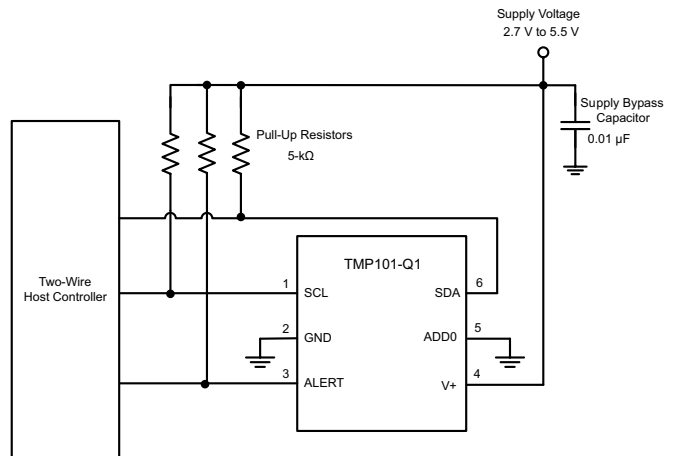 Supply Voltage
2.7 V to 5.5 V
Supply Bypass
Capacitor
0.01 µF
Pull-Up Resistors
5-kΩ
Two-Wire
Host Controller
TMP101-Q1
1
SCL
SDA
6
2
GND
ADD0
5
3
ALERT
V+
4